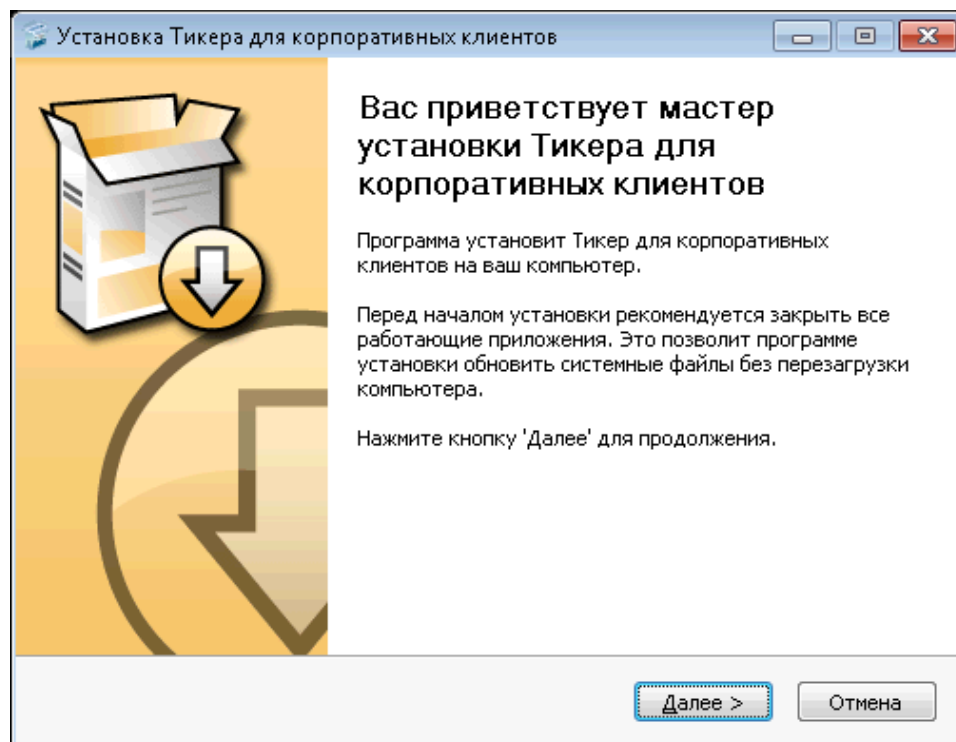 Установка Тикера для корпоративных клиентов
Вас приветствует мастер
установки Тикера для
корпоративных клиентов
Программа установит Тикер для корпоративных
клиентов на ваш компьютер.
Перед началом установки рекомендуется закрыть все
работающие приложения. Это позволит программе
установки обновить системные файлы без перезагрузки
компьютера.
Нажмите кнопку 'Далее' для продолжения.
Далее >
Отмена